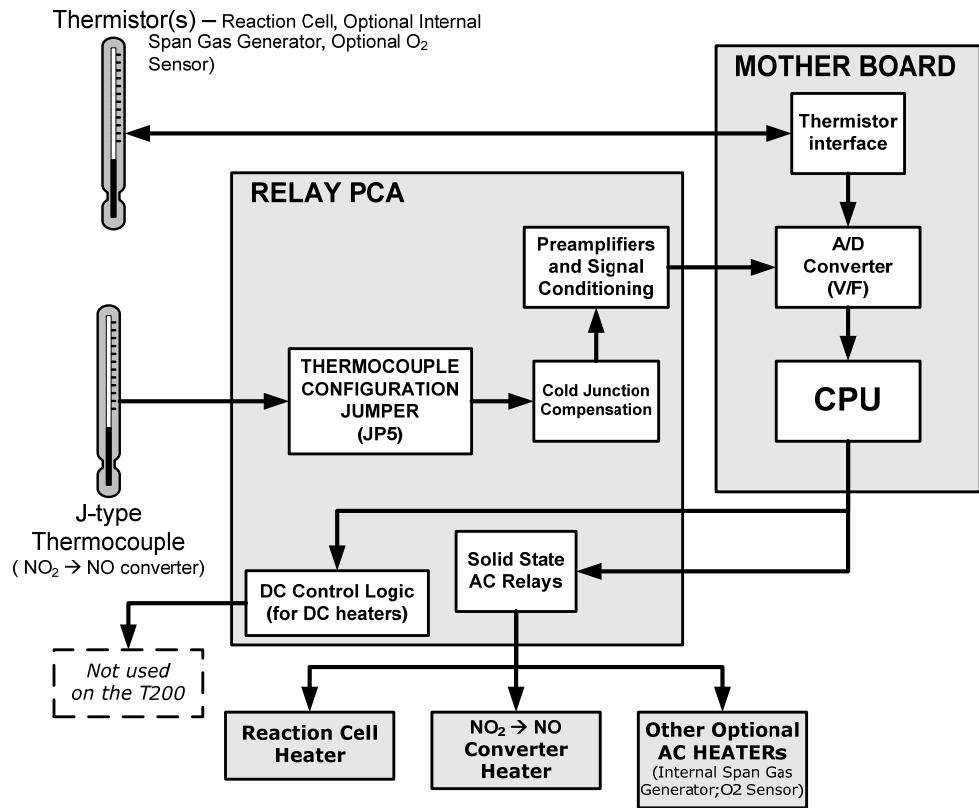 Thermistor(s) – Reaction Cell, Optional Internal
Span Gas Generator, Optional O₂
Sensor)
MOTHER BOARD
Thermistor
interface
RELAY PCA
Preamplifiers
and Signal
Conditioning
A/D
Converter
(V/F)
THERMOCOUPLE
CONFIGURATION
JUMPER
(JP5)
Cold Junction
Compensation
CPU
J-type
Thermocouple
( NO₂ → NO converter)
Solid State
AC Relays
DC Control Logic
(for DC heaters)
Not used
on the T200
Reaction Cell
Heater
NO₂ → NO
Converter
Heater
Other Optional
AC HEATERs
(Internal Span Gas
Generator;O2 Sensor)